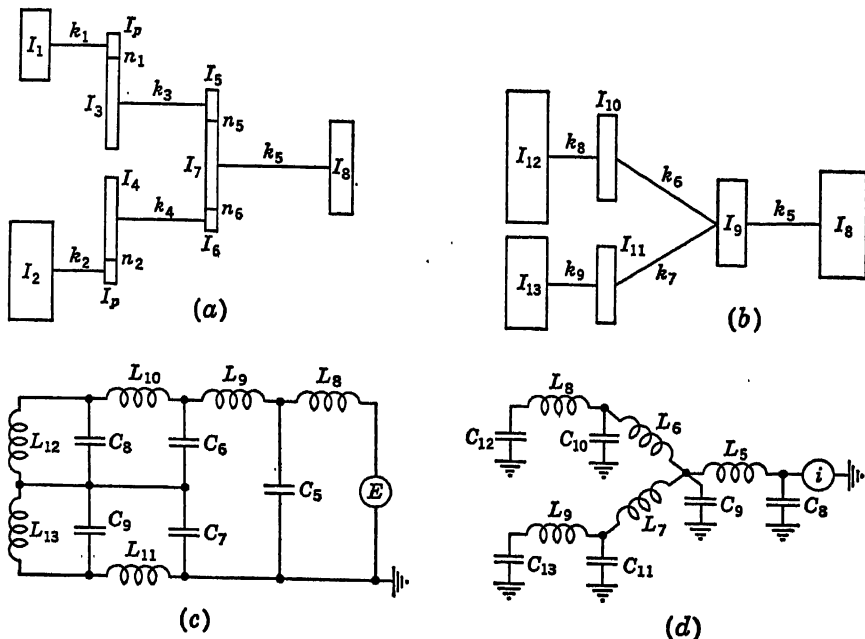 I₁ k₁ Iₚ
n₁
I₃ k₃ I₅
n₅
I₇ k₅ I₈
I₄
k₄ n₆
I₆
I₂ k₂ n₂
Iₚ
(a)
I₁₀
I₁₂ k₈
k₆
I₉ k₅ I₈
I₁₁
I₁₃ k₉ k₇
(b)
L₁₀ L₉ L₈
L₁₂ C₈ C₆
C₅ E
L₁₃ C₉ C₇
L₁₁
(c)
L₈
C₁₂ C₁₀ L₆
L₅
i
L₉ L₇ C₉ C₈
C₁₃ C₁₁
(d)